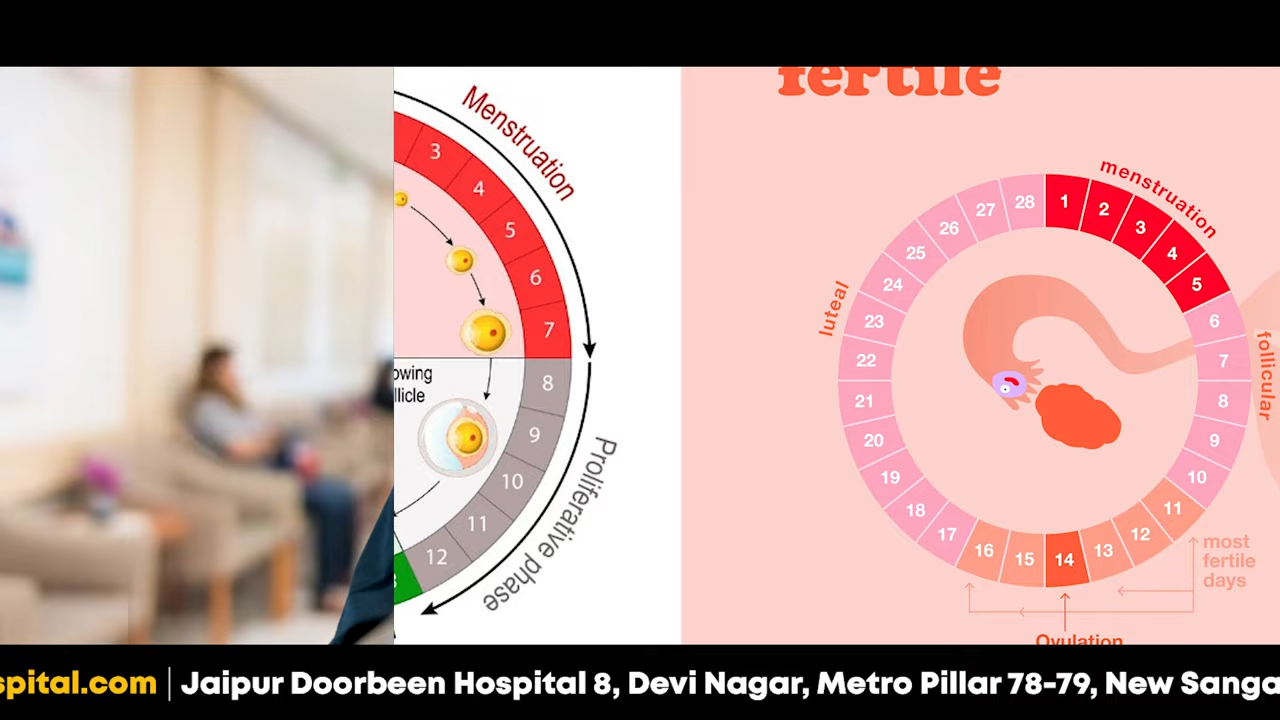 fertile
Menstruation
3
4
5
6
7
8
9
10
11
12
owing
llicle
Proliferative phase
menstruation
1
2
3
4
5
6
7
8
9
10
11
12
13
14
15
16
17
18
19
20
21
22
23
24
25
26
27
28
luteal
follicular
most
fertile
days
Ovulation
spital.com | Jaipur Doorbeen Hospital 8, Devi Nagar, Metro Pillar 78-79, New Sanga